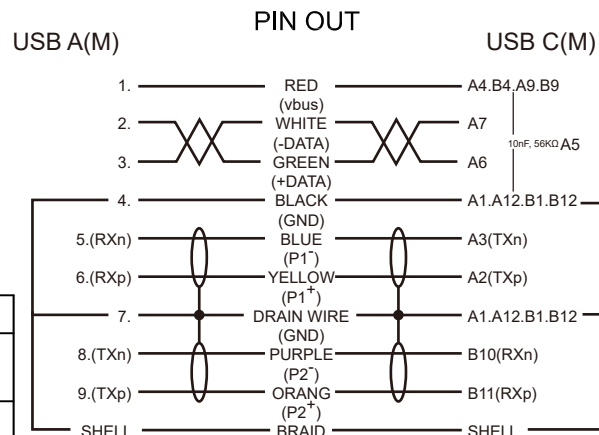 PIN OUT
USB A(M) USB C(M)
1. RED A4.B4.A9.B9
(vbus)
2. WHITE A7
(-DATA) 10nF, 56KΩ A5
3. GREEN A6
(+DATA)
4. BLACK A1.A12.B1.B12
(GND)
5.(RXn) BLUE A3(TXn)
(P1-)
6.(RXp) YELLOW A2(TXp)
(P1+)
7. DRAIN WIRE A1.A12.B1.B12
(GND)
8.(TXn) PURPLE B10(RXn)
(P2-)
9.(TXp) ORANG B11(RXp)
(P2+)
SHELL BRAID SHELL